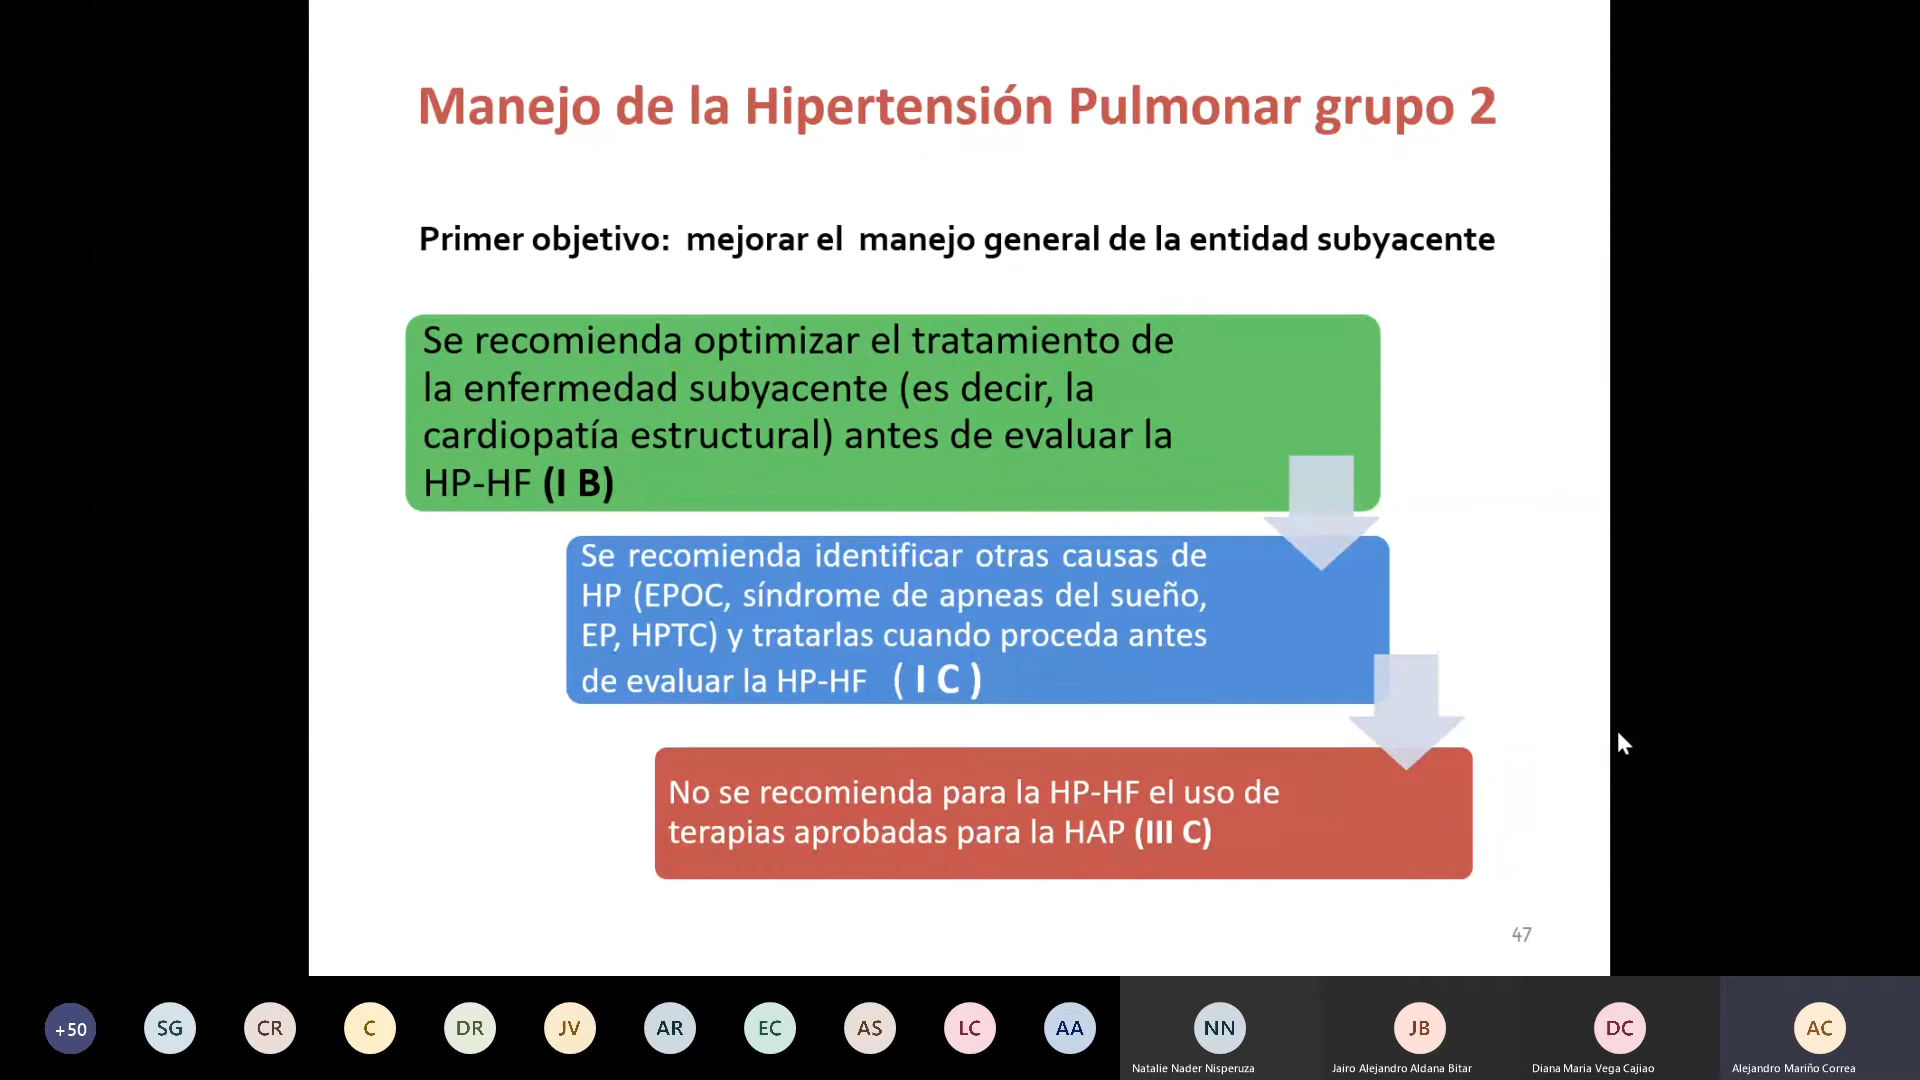 Manejo de la Hipertensión Pulmonar grupo 2
Primer objetivo: mejorar el manejo general de la entidad subyacente
Se recomienda optimizar el tratamiento de
la enfermedad subyacente (es decir, la
cardiopatía estructural) antes de evaluar la
HP-HF (I B)
Se recomienda identificar otras causas de
HP (EPOC, síndrome de apneas del sueño,
EP, HPTC) y tratarlas cuando proceda antes
de evaluar la HP-HF ( I C )
No se recomienda para la HP-HF el uso de
terapias aprobadas para la HAP (III C)
47
+50 SG CR C DR JV AR EC AS LC AA NN JB DC AC
Natalie Nader Nisperuza Jairo Alejandro Aldana Bitar Diana Maria Vega Cajiao Alejandro Mariño Correa